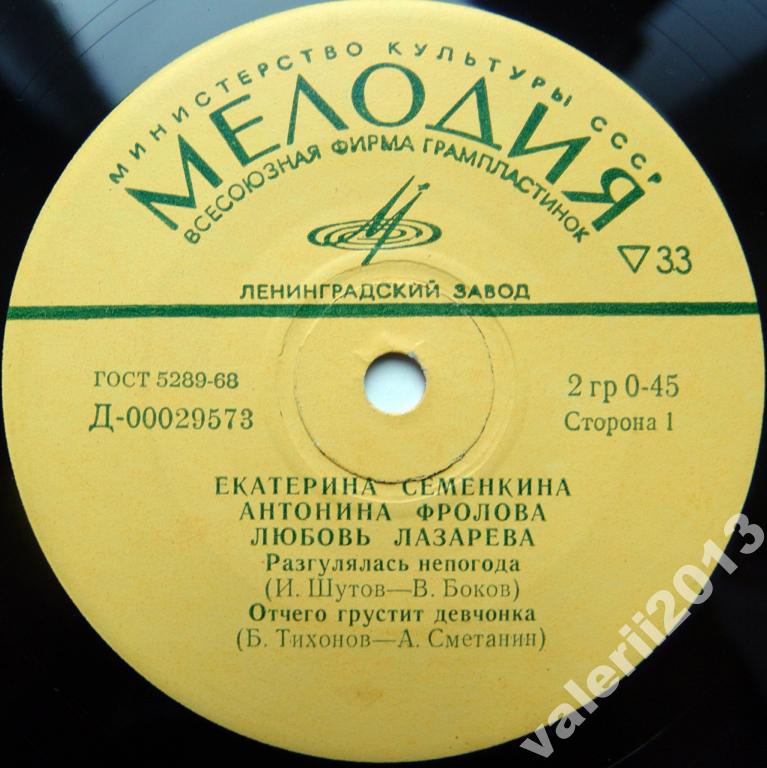 МИНИСТЕРСТВО КУЛЬТУРЫ СССР
МЕЛОДИЯ
ВСЕСОЮЗНАЯ ФИРМА ГРАМПЛАСТИНОК
▽33
ЛЕНИНГРАДСКИЙ ЗАВОД
ГОСТ 5289-68
2 гр 0-45
Д-00029573
Сторона 1
ЕКАТЕРИНА СЕМЕНКИНА
АНТОНИНА ФРОЛОВА
ЛЮБОВЬ ЛАЗАРЕВА
Разгулялась непогода
(И. Шутов—В. Боков)
Отчего грустит девчонка
(Б. Тихонов—А. Сметанин)
valerii2013